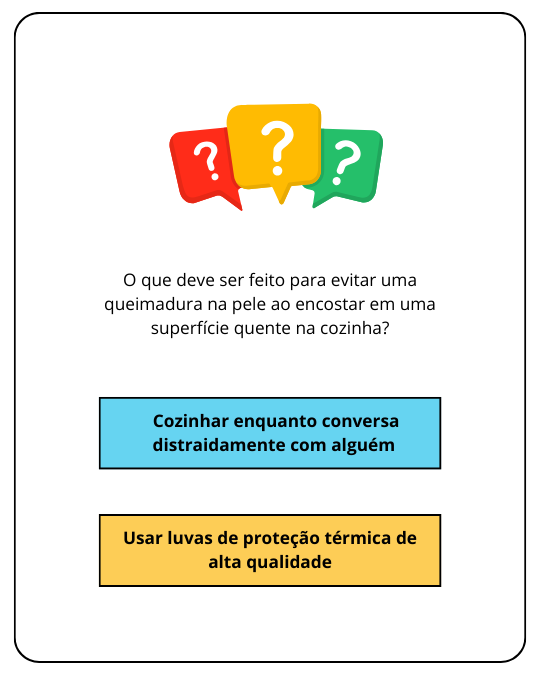 ?
?
?
O que deve ser feito para evitar uma
queimadura na pele ao encostar em uma
superfície quente na cozinha?
Cozinhar enquanto conversa
distraidamente com alguém
Usar luvas de proteção térmica de
alta qualidade